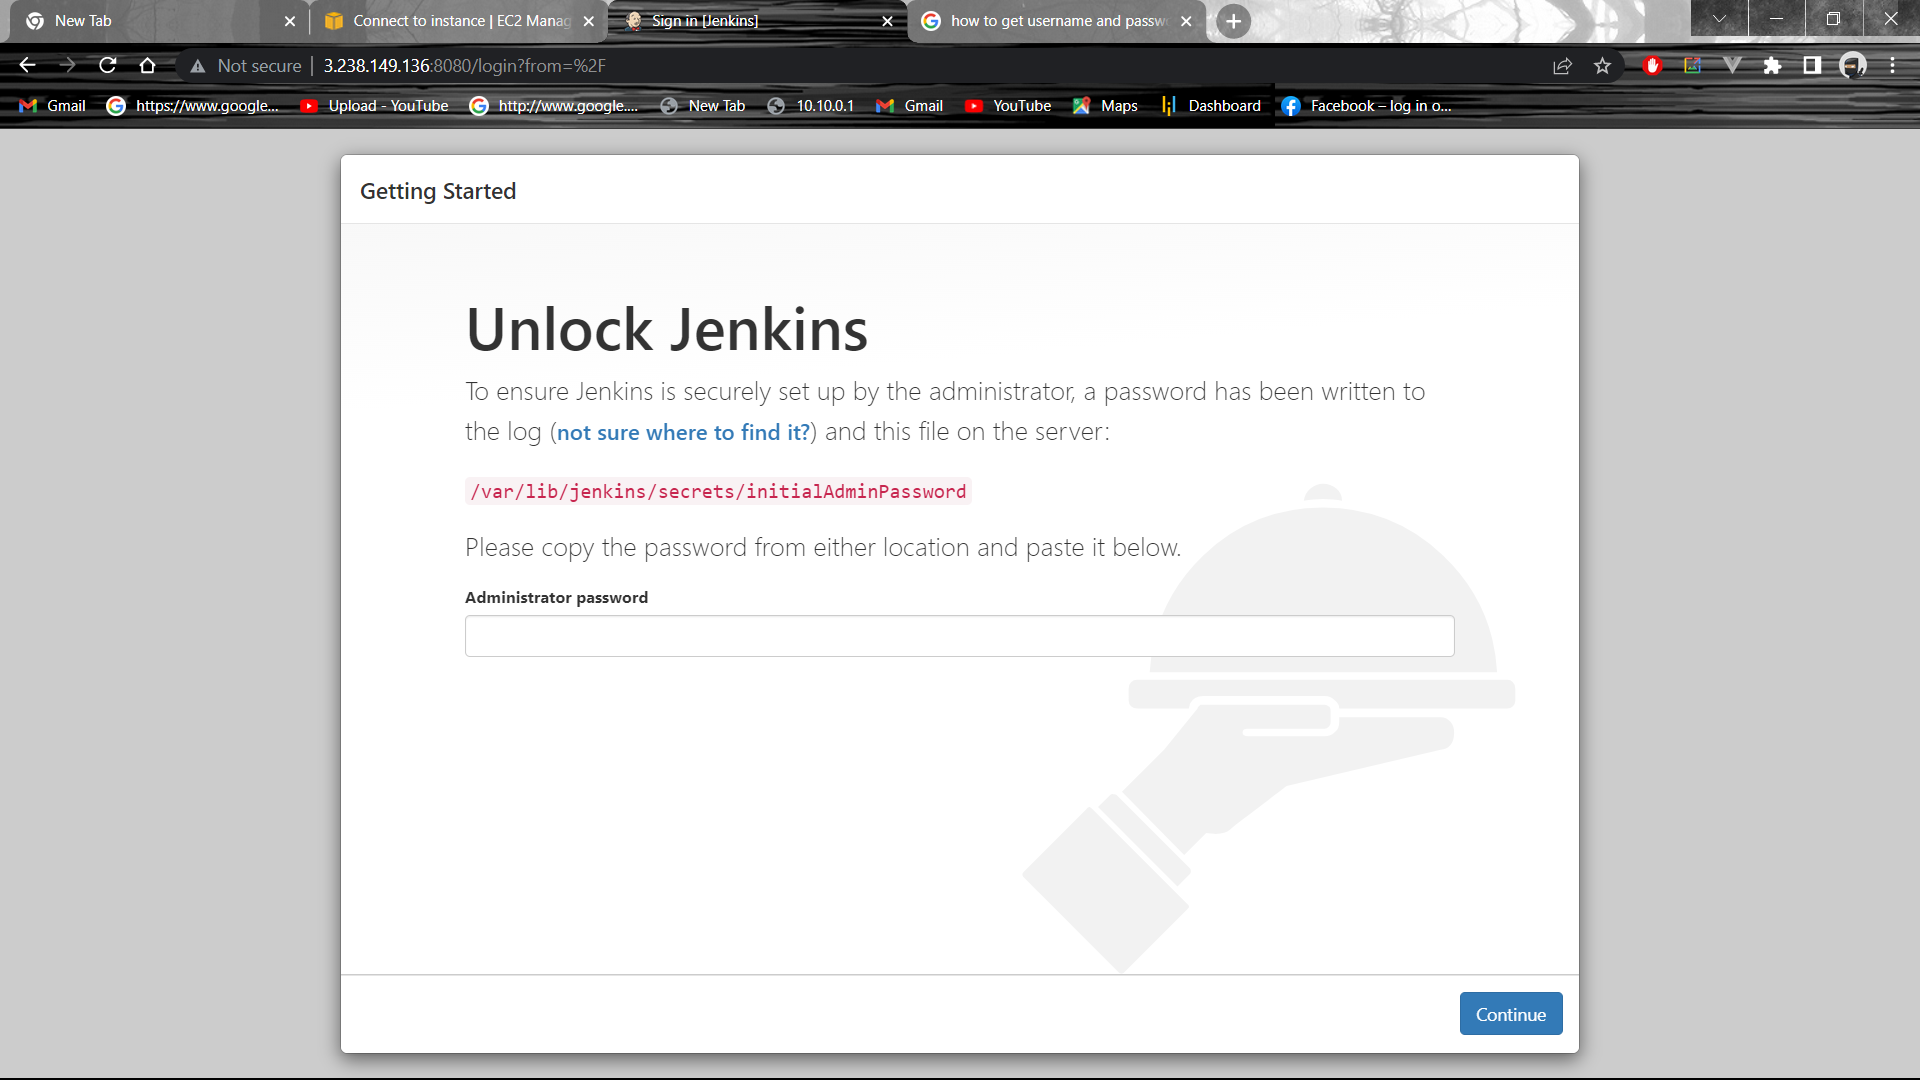 New Tab
Connect to instance | EC2 Manag
Sign in [Jenkins]
how to get username and passw
Not secure
3.238.149.136:8080/login?from=%2F
Gmail
https://www.google...
Upload - YouTube
http://www.google....
New Tab
10.10.0.1
Gmail
YouTube
Maps
Dashboard
Facebook – log in o...
Getting Started
Unlock Jenkins
To ensure Jenkins is securely set up by the administrator, a password has been written to
the log (not sure where to find it?) and this file on the server:
/var/lib/jenkins/secrets/initialAdminPassword
Please copy the password from either location and paste it below.
Administrator password
Continue